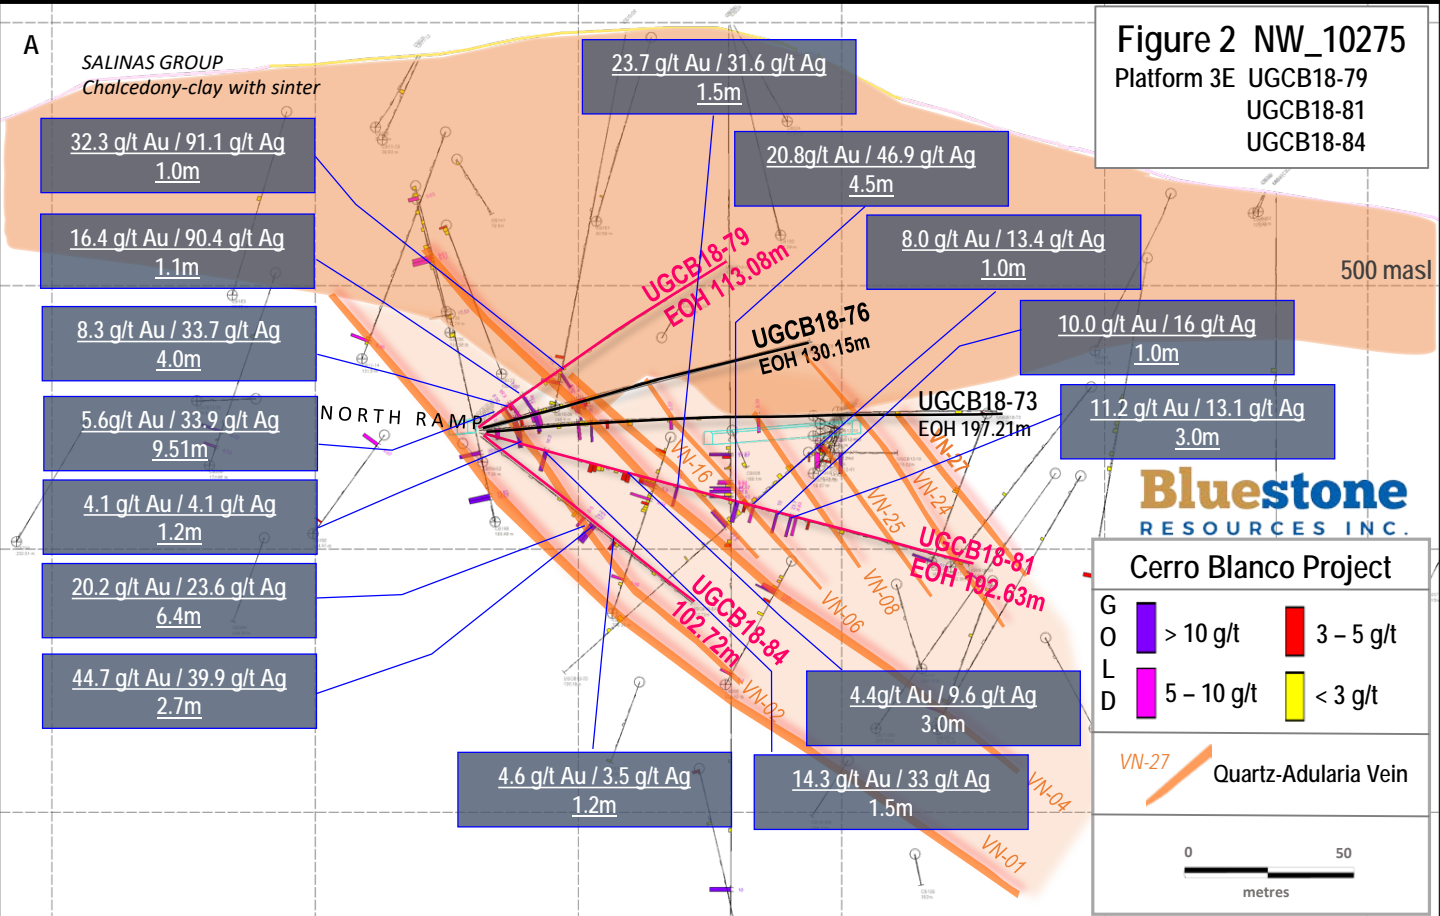 A
SALINAS GROUP
Chalcedony-clay with sinter
Figure 2 NW_10275
Platform 3E UGCB18-79
UGCB18-81
UGCB18-84
23.7 g/t Au / 31.6 g/t Ag
1.5m
32.3 g/t Au / 91.1 g/t Ag
1.0m
20.8g/t Au / 46.9 g/t Ag
4.5m
16.4 g/t Au / 90.4 g/t Ag
1.1m
8.0 g/t Au / 13.4 g/t Ag
1.0m
500 masl
UGCB18-79
EOH 113.08m
8.3 g/t Au / 33.7 g/t Ag
4.0m
UGCB18-76
EOH 130.15m
10.0 g/t Au / 16 g/t Ag
1.0m
5.6g/t Au / 33.9 g/t Ag
9.51m
NORTH RAMP
UGCB18-73
EOH 197.21m
11.2 g/t Au / 13.1 g/t Ag
3.0m
VN-16
VN-27
VN-24
VN-25
4.1 g/t Au / 4.1 g/t Ag
1.2m
Bluestone
RESOURCES INC.
UGCB18-81
EOH 192.63m
20.2 g/t Au / 23.6 g/t Ag
6.4m
VN-08
VN-06
UGCB18-84
102.72m
44.7 g/t Au / 39.9 g/t Ag
2.7m
VN-02
4.4g/t Au / 9.6 g/t Ag
3.0m
4.6 g/t Au / 3.5 g/t Ag
1.2m
14.3 g/t Au / 33 g/t Ag
1.5m
VN-04
VN-01
Cerro Blanco Project
GOLD
> 10 g/t
3 – 5 g/t
5 – 10 g/t
< 3 g/t
VN-27
Quartz-Adularia Vein
0 50
metres